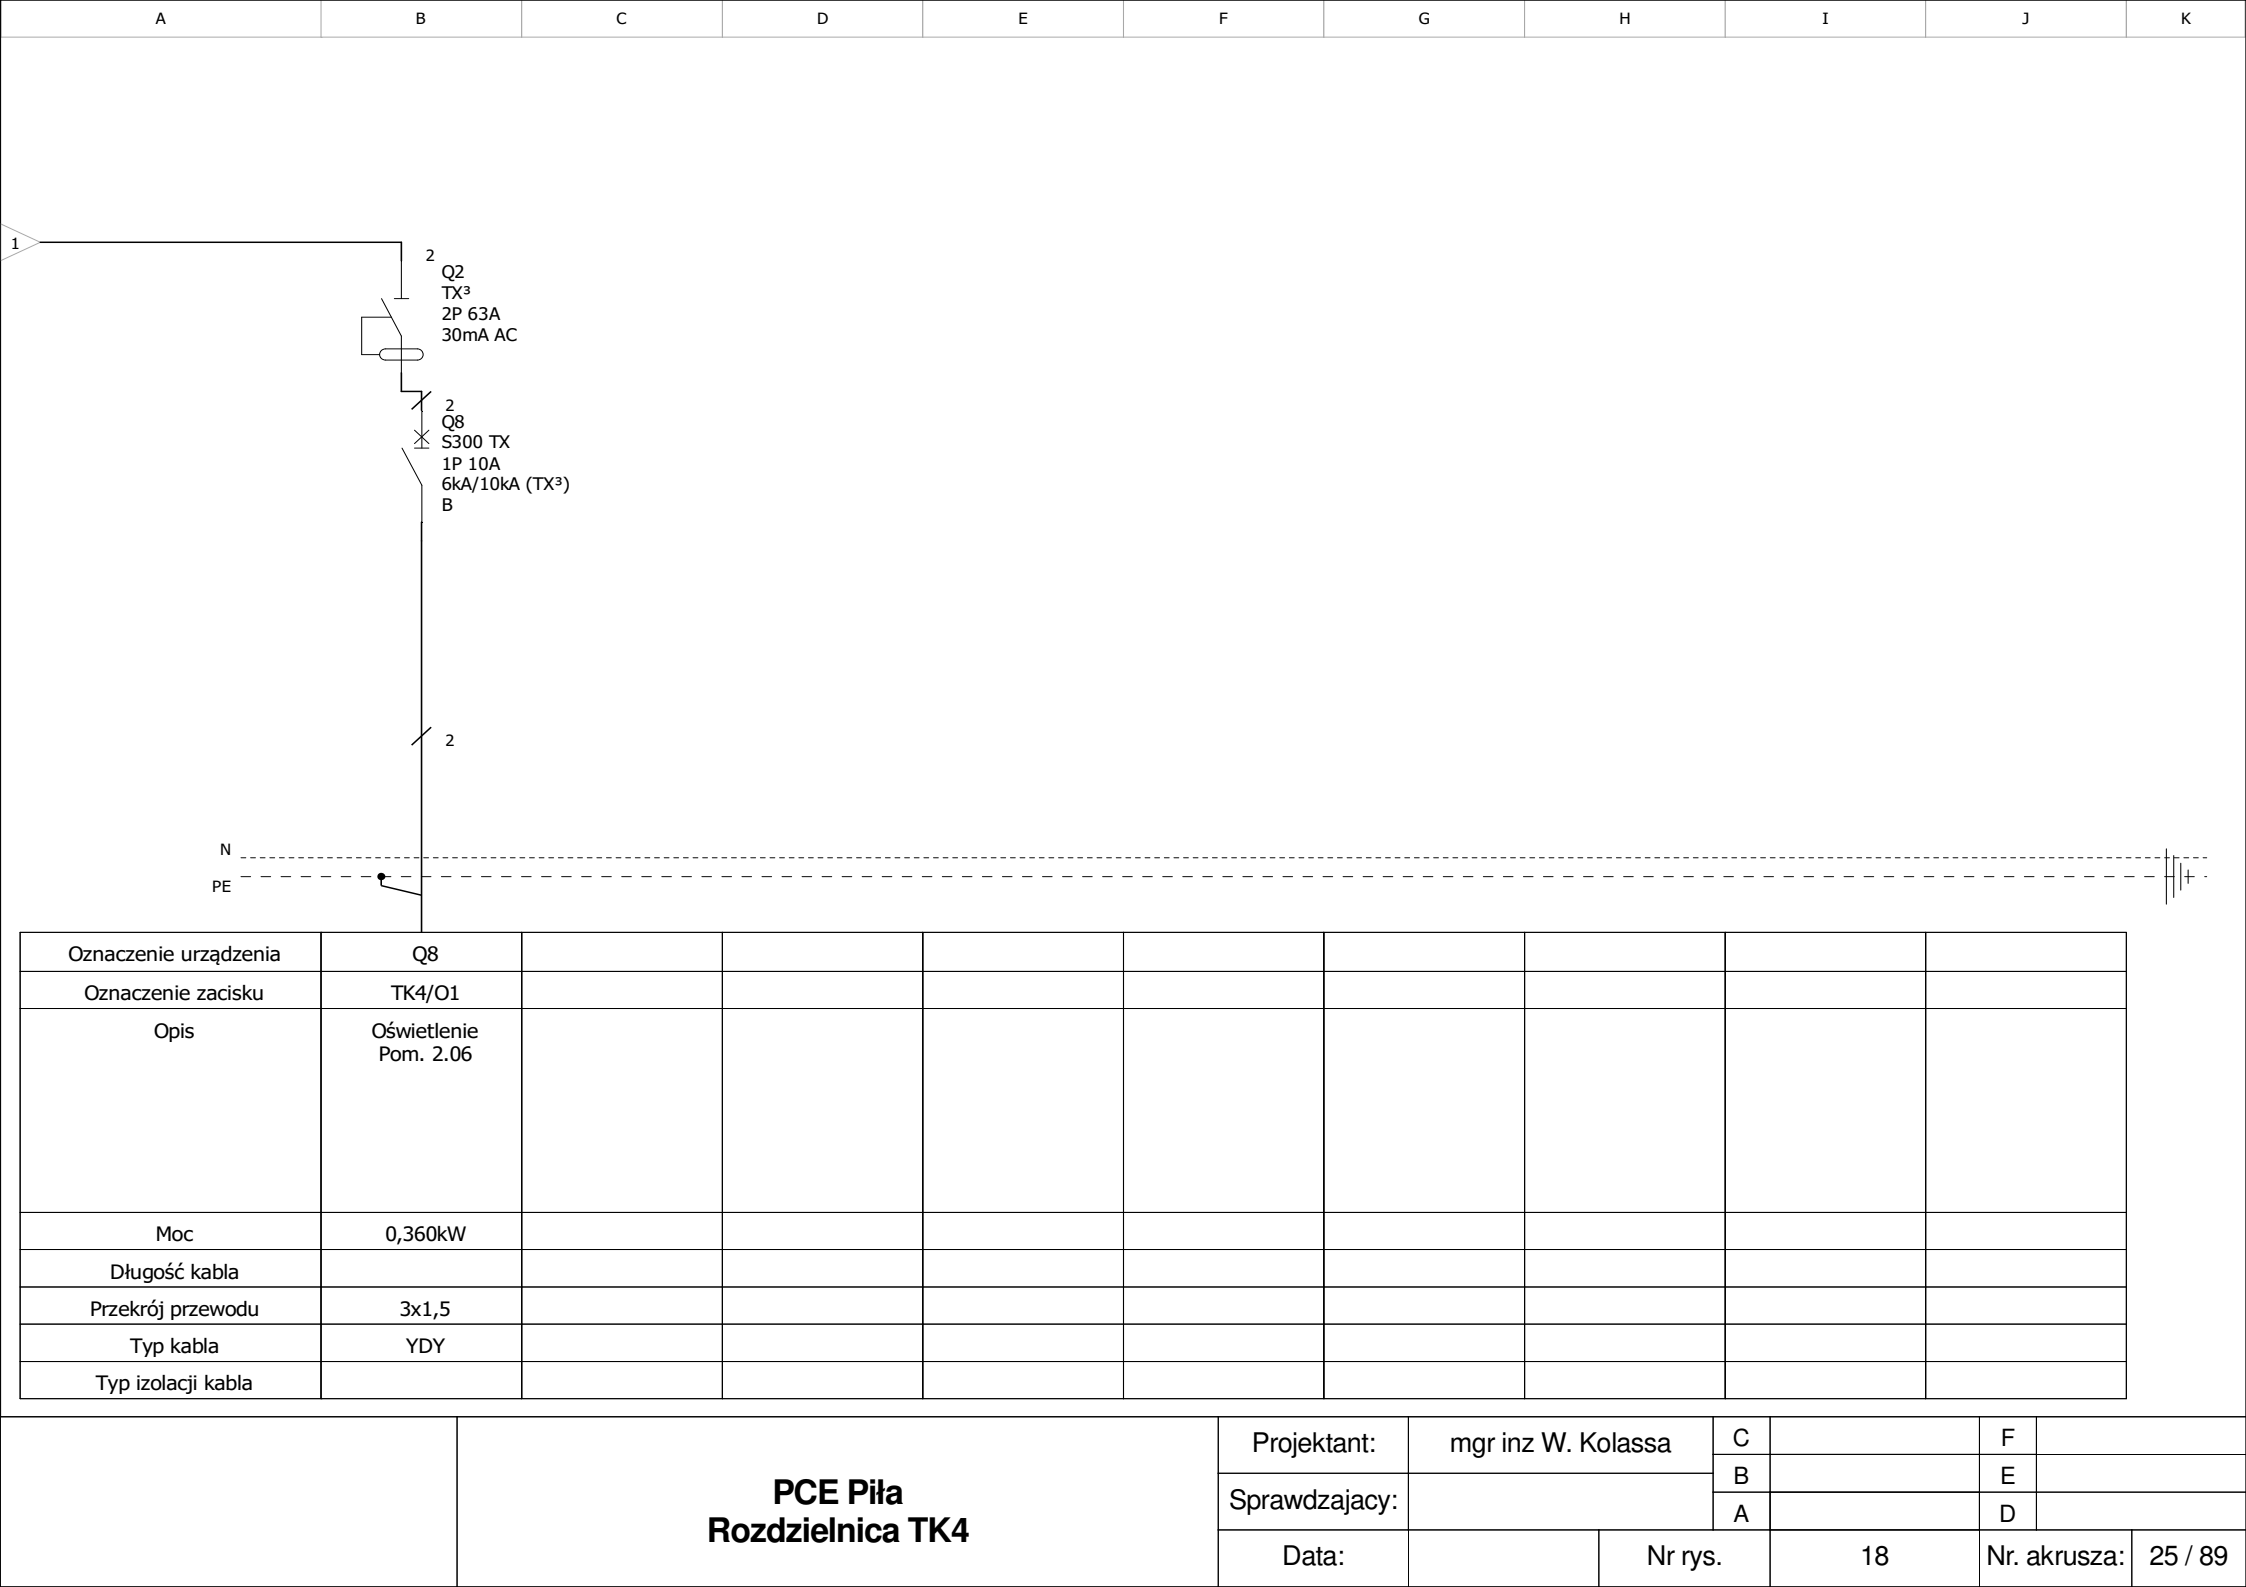 A B C D E F G H I J K
1
2
Q2
TX³
2P 63A
30mA AC
2
Q8
S300 TX
1P 10A
6kA/10kA (TX³)
B
2
N
PE
Oznaczenie urządzenia Q8
Oznaczenie zacisku TK4/O1
Opis Oświetlenie
Pom. 2.06
Moc 0,360kW
Długość kabla
Przekrój przewodu 3x1,5
Typ kabla YDY
Typ izolacji kabla
PCE Piła
Rozdzielnica TK4
Projektant: mgr inz W. Kolassa
Sprawdzajacy:
C F
B E
A D
Data: Nr rys. 18 Nr. akrusza: 25 / 89